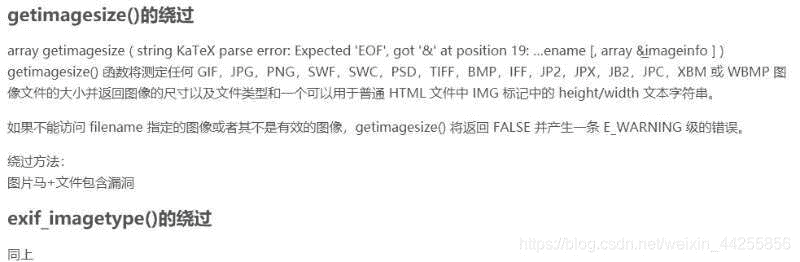 getimagesize()的绕过
array getimagesize ( string KaTeX parse error: Expected 'EOF', got '&' at position 19: …ename [, array &̲imageinfo ] )
getimagesize() 函数将测定任何 GIF，JPG，PNG，SWF，SWC，PSD，TIFF，BMP，IFF，JP2，JPX，JB2，JPC，XBM 或 WBMP 图
像文件的大小并返回图像的尺寸以及文件类型和一个可以用于普通 HTML 文件中 IMG 标记中的 height/width 文本字符串。
如果不能访问 filename 指定的图像或者其不是有效的图像，getimagesize() 将返回 FALSE 并产生一条 E_WARNING 级的错误。
绕过方法：
图片马+文件包含漏洞
exif_imagetype()的绕过
同上
https://blog.csdn.net/weixin_44255856